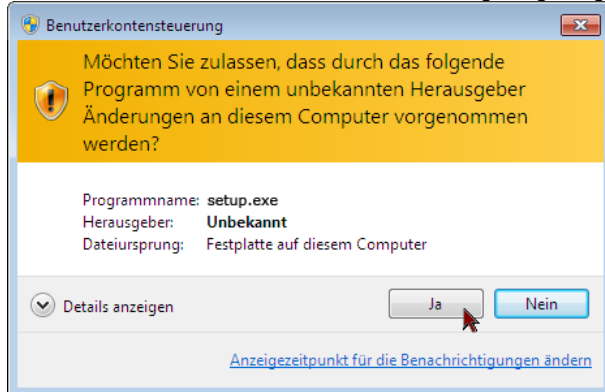 Benutzerkontensteuerung
Möchten Sie zulassen, dass durch das folgende
Programm von einem unbekannten Herausgeber
Änderungen an diesem Computer vorgenommen
werden?
Programmname: setup.exe
Herausgeber: Unbekannt
Dateiursprung: Festplatte auf diesem Computer
Details anzeigen Ja Nein
Anzeigezeitpunkt für die Benachrichtigungen ändern